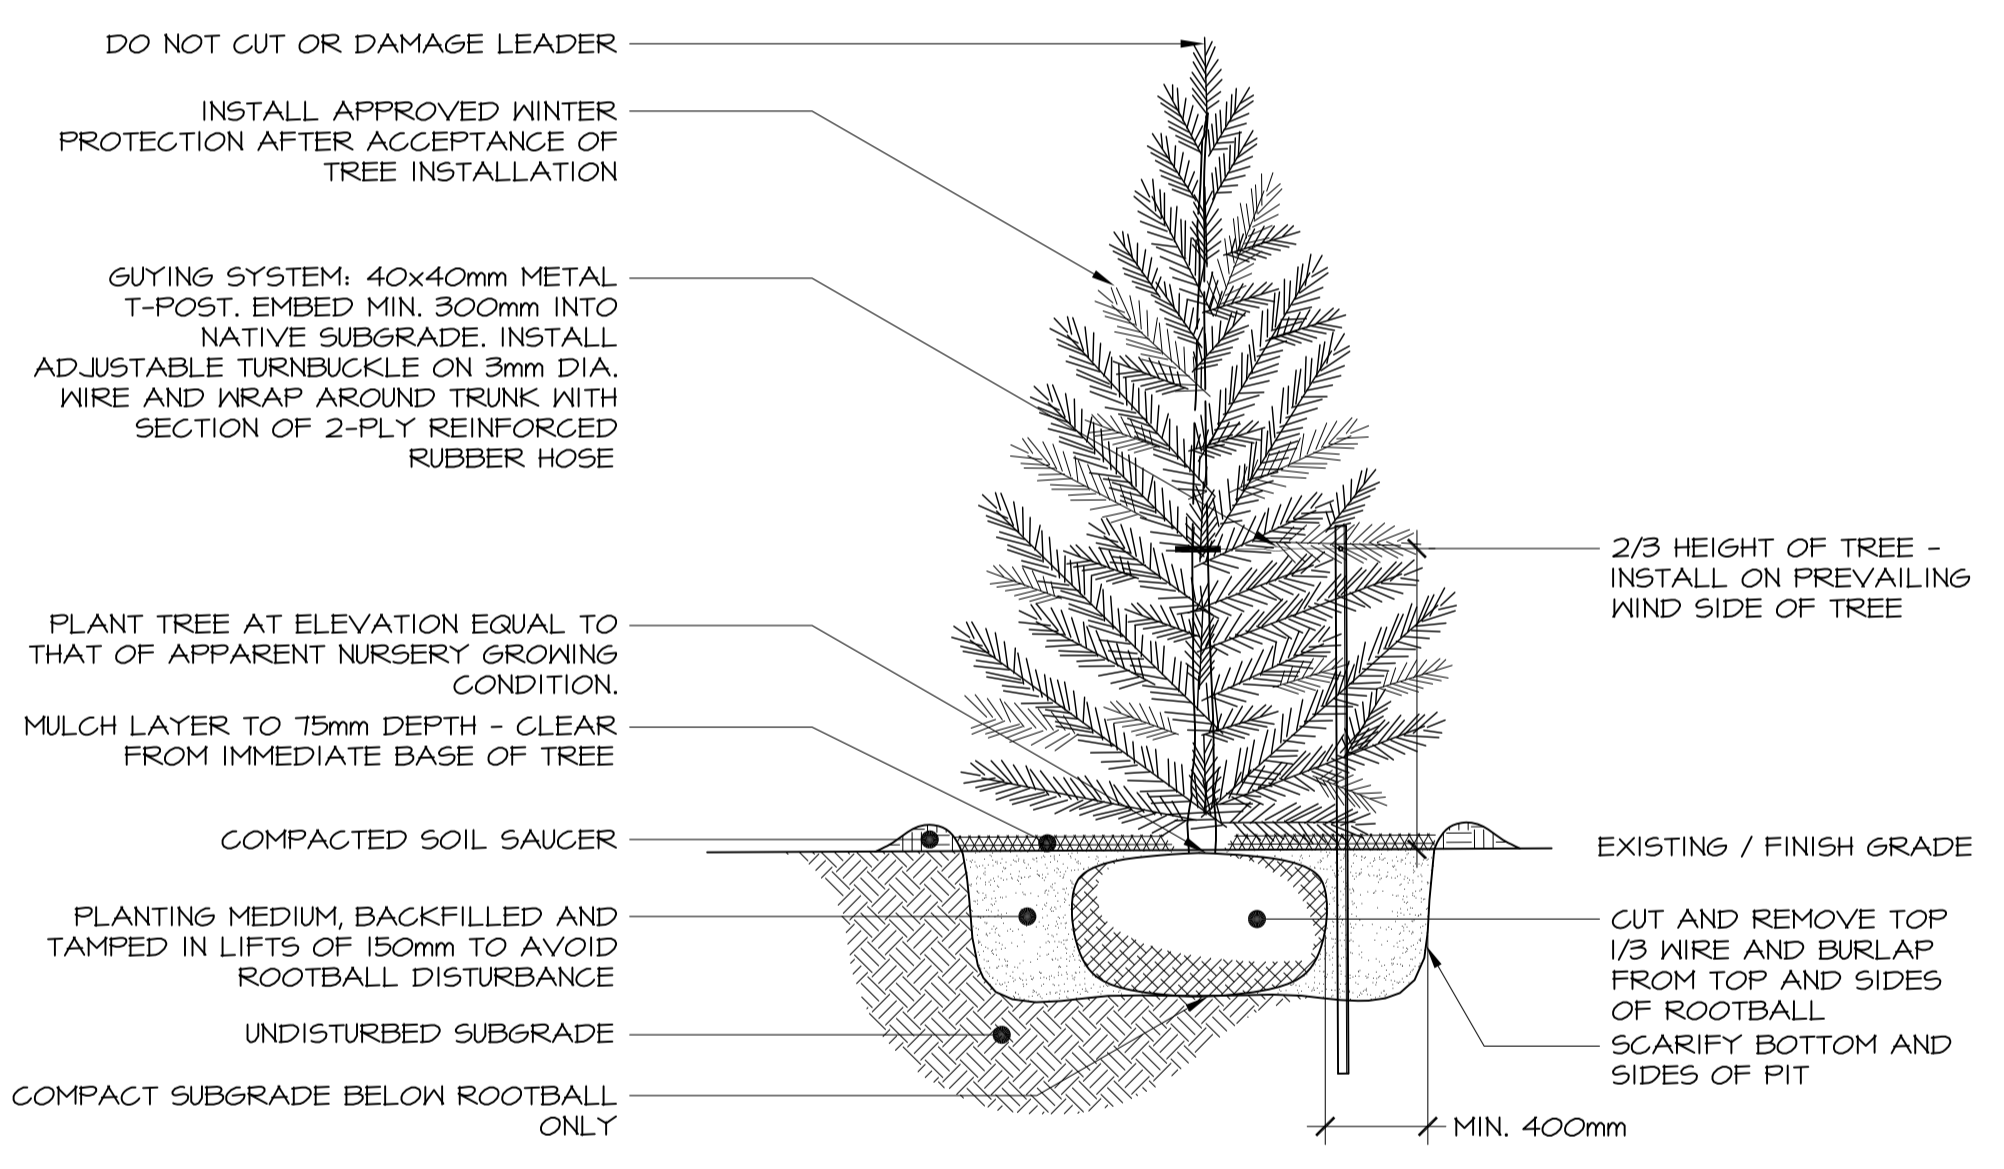 DO NOT CUT OR DAMAGE LEADER
INSTALL APPROVED WINTER
PROTECTION AFTER ACCEPTANCE OF
TREE INSTALLATION
GUYING SYSTEM: 40x40mm METAL
T-POST. EMBED MIN. 300mm INTO
NATIVE SUBGRADE. INSTALL
ADJUSTABLE TURNBUCKLE ON 3mm DIA.
WIRE AND WRAP AROUND TRUNK WITH
SECTION OF 2-PLY REINFORCED
RUBBER HOSE
PLANT TREE AT ELEVATION EQUAL TO
THAT OF APPARENT NURSERY GROWING
CONDITION.
MULCH LAYER TO 75mm DEPTH - CLEAR
FROM IMMEDIATE BASE OF TREE
COMPACTED SOIL SAUCER
PLANTING MEDIUM, BACKFILLED AND
TAMPED IN LIFTS OF 150mm TO AVOID
ROOTBALL DISTURBANCE
UNDISTURBED SUBGRADE
COMPACT SUBGRADE BELOW ROOTBALL
ONLY
2/3 HEIGHT OF TREE -
INSTALL ON PREVAILING
WIND SIDE OF TREE
EXISTING / FINISH GRADE
CUT AND REMOVE TOP
1/3 WIRE AND BURLAP
FROM TOP AND SIDES
OF ROOTBALL
SCARIFY BOTTOM AND
SIDES OF PIT
MIN. 400mm